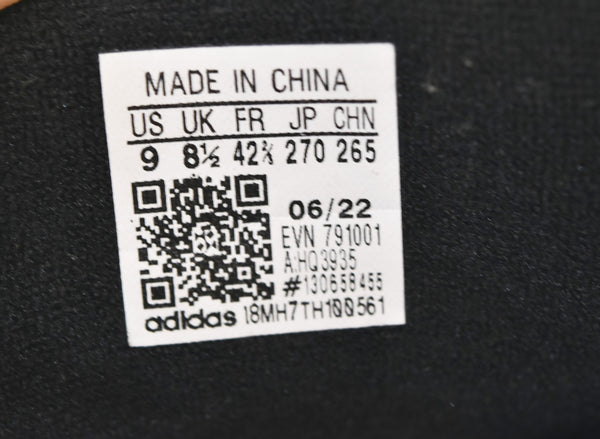 MADE IN CHINA
US UK FR JP CHN
9 8½ 42⅔ 270 265
06/22
EVN 791001
A:HQ3935
#130658455
adidas 18MH7TH100561